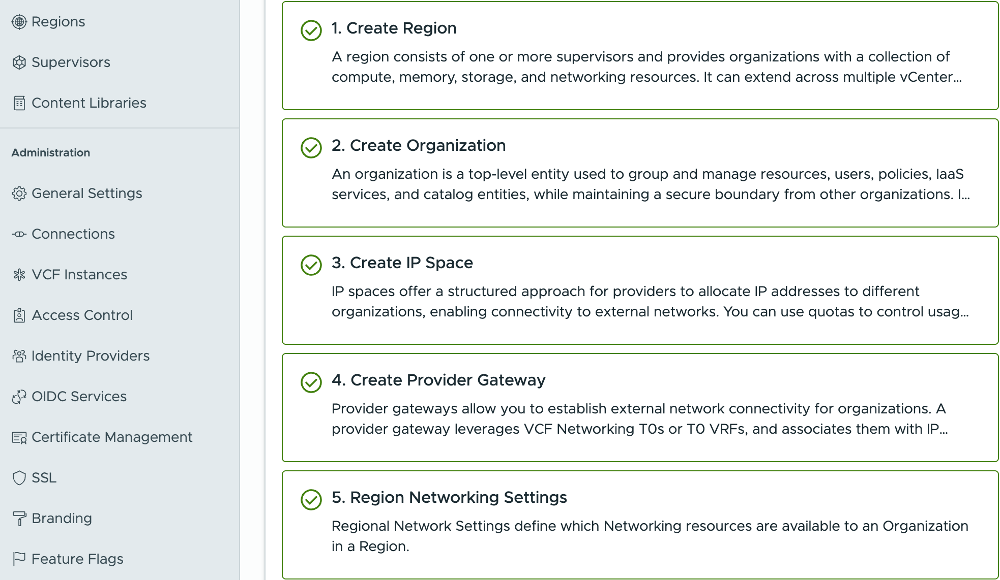 Regions
Supervisors
Content Libraries
Administration
General Settings
Connections
VCF Instances
Access Control
Identity Providers
OIDC Services
Certificate Management
SSL
Branding
Feature Flags
1. Create Region
A region consists of one or more supervisors and provides organizations with a collection of
compute, memory, storage, and networking resources. It can extend across multiple vCenter...
2. Create Organization
An organization is a top-level entity used to group and manage resources, users, policies, IaaS
services, and catalog entities, while maintaining a secure boundary from other organizations. I...
3. Create IP Space
IP spaces offer a structured approach for providers to allocate IP addresses to different
organizations, enabling connectivity to external networks. You can use quotas to control usag...
4. Create Provider Gateway
Provider gateways allow you to establish external network connectivity for organizations. A
provider gateway leverages VCF Networking T0s or T0 VRFs, and associates them with IP...
5. Region Networking Settings
Regional Network Settings define which Networking resources are available to an Organization
in a Region.